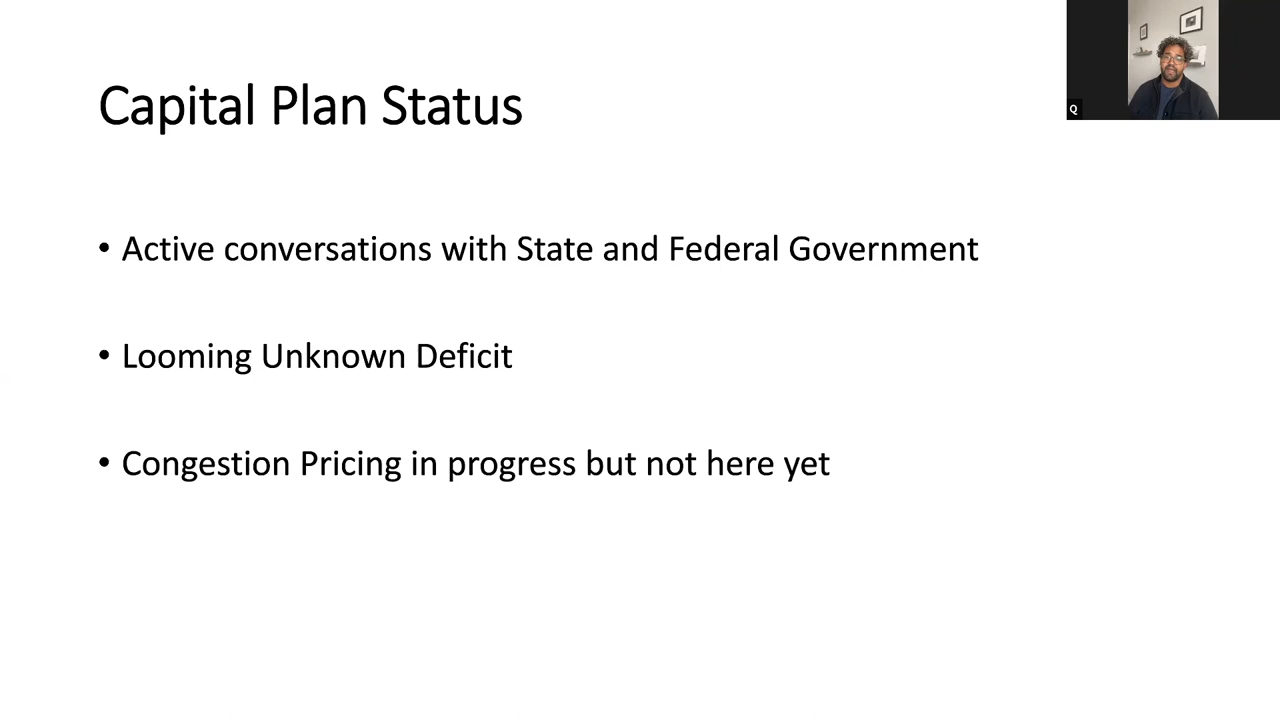 Capital Plan Status
• Active conversations with State and Federal Government
• Looming Unknown Deficit
• Congestion Pricing in progress but not here yet
Q